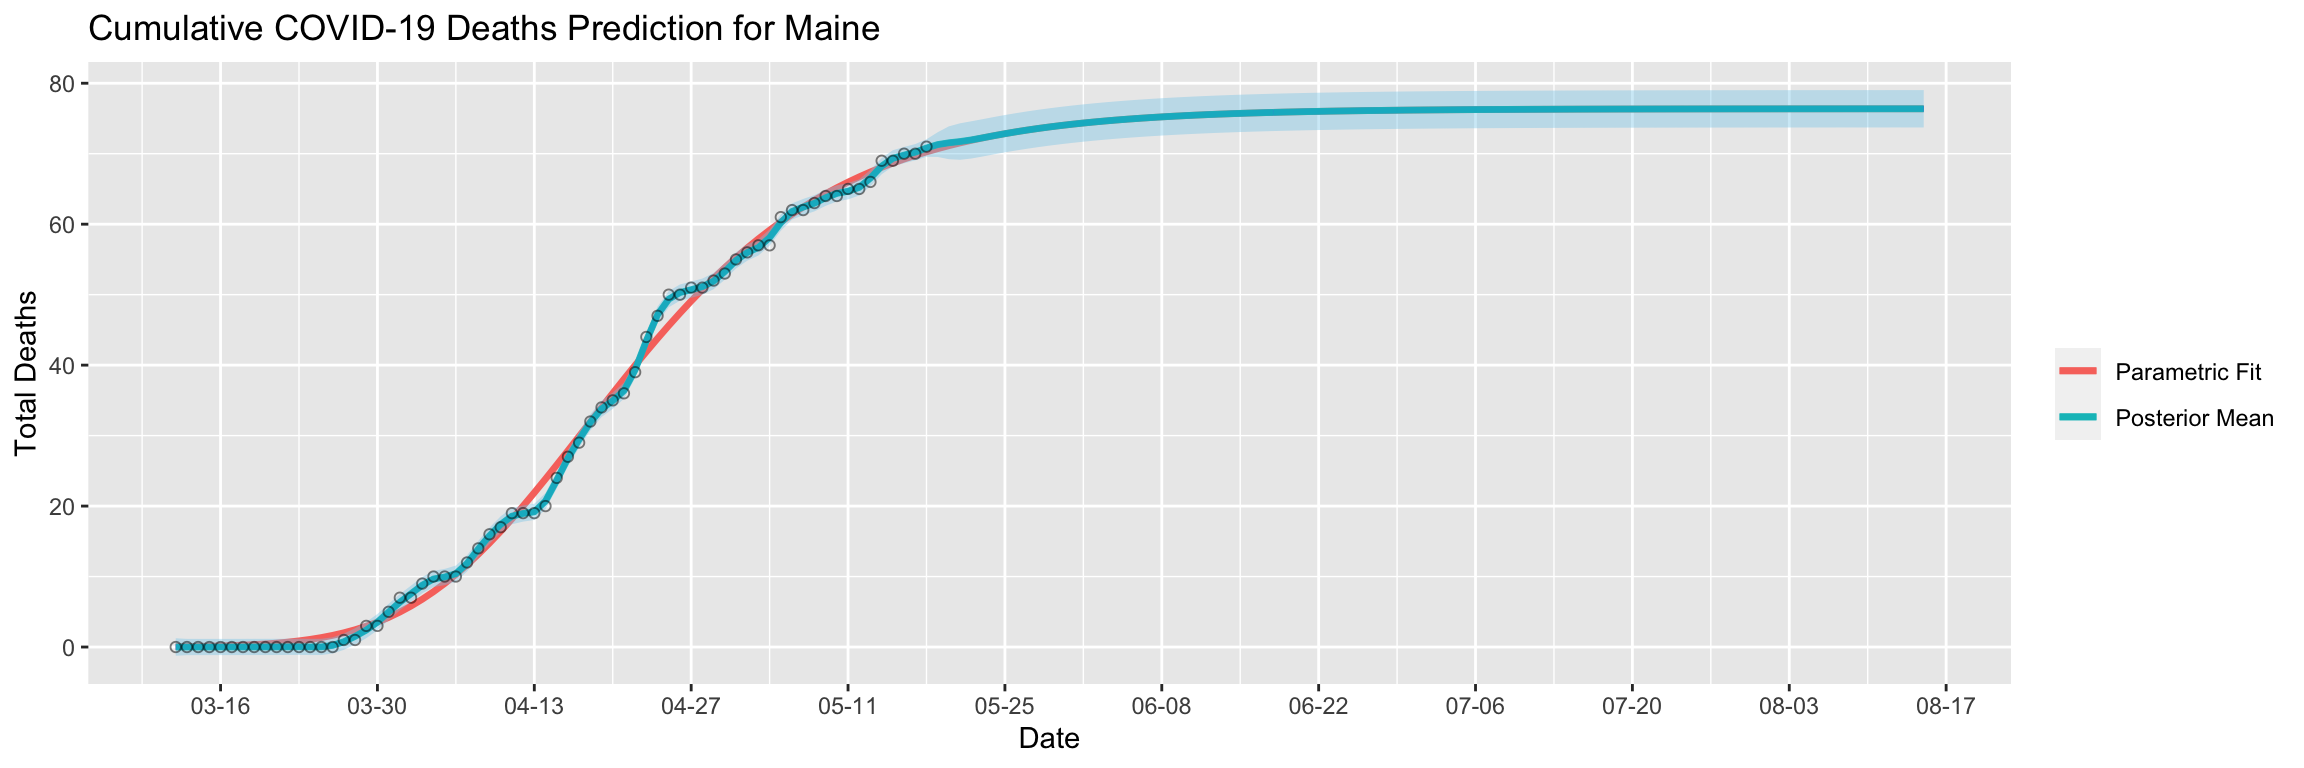 Cumulative COVID-19 Deaths Prediction for Maine
Total Deaths
80
60
40
20
0
03-16 03-30 04-13 04-27 05-11 05-25 06-08 06-22 07-06 07-20 08-03 08-17
Date
Parametric Fit
Posterior Mean